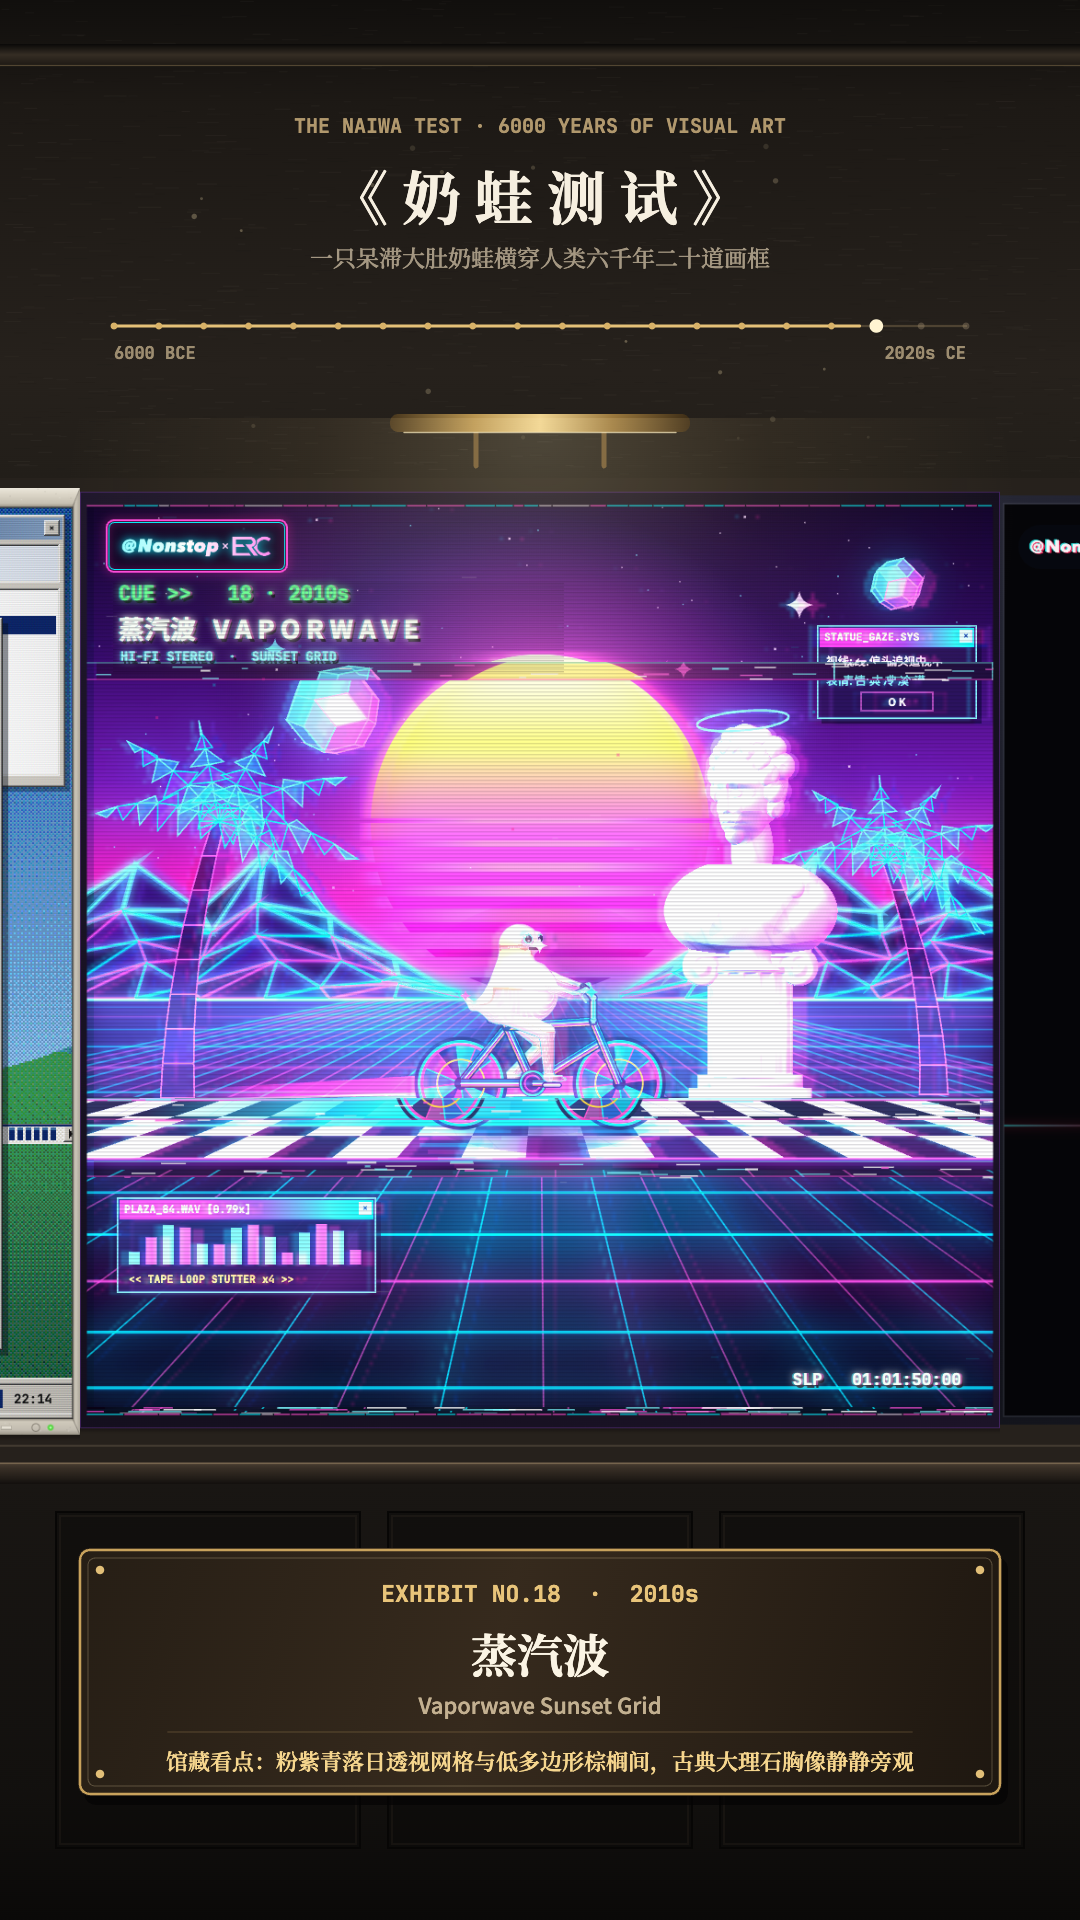 THE NAIWA TEST · 6000 YEARS OF VISUAL ART
《奶蛙测试》
一只呆滞大肚奶蛙横穿人类六千年二十道画框
6000 BCE
2020s CE
@Nonstop × ERC
@Non
CUE >> 18 · 2010s
蒸汽波 VAPORWAVE
HI-FI STEREO · SUNSET GRID
STATUE_GAZE.SYS
OK
PLAZA_84.WAV [0.79x]
<< TAPE LOOP STUTTER x4 >>
SLP 01:01:50:00
22:14
EXHIBIT NO.18 · 2010s
蒸汽波
Vaporwave Sunset Grid
馆藏看点：粉紫青落日透视网格与低多边形棕榈间，古典大理石胸像静静旁观